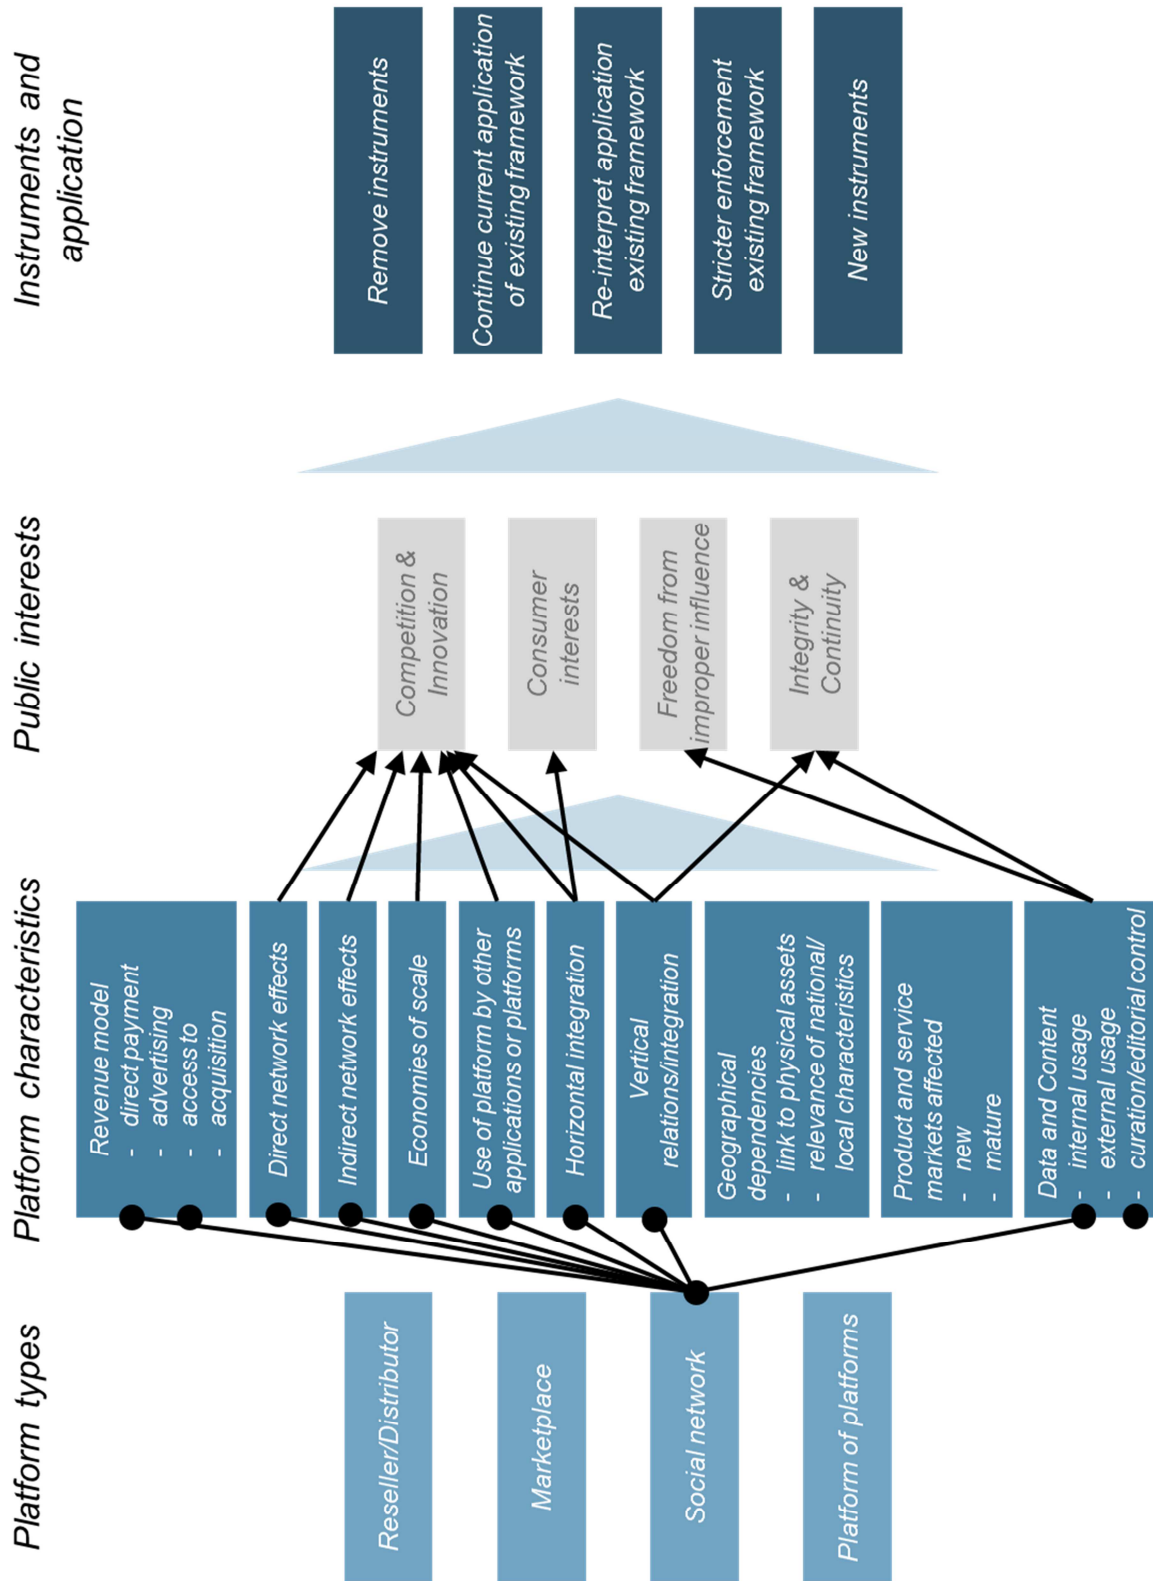 Platform types
Reseller/Distributor
Marketplace
Social network
Platform of platforms
Platform characteristics
Revenue model
- direct payment
- advertising
- access to
- acquisition
Direct network effects
Indirect network effects
Economies of scale
Use of platform by other
applications or platforms
Horizontal integration
Vertical
relations/integration
Geographical
dependencies
- link to physical assets
- relevance of national/
local characteristics
Product and service
markets affected
- new
- mature
Data and Content
- internal usage
- external usage
- curation/editorial control
Public interests
Competition &
Innovation
Consumer
interests
Freedom from
improper influence
Integrity &
Continuity
Instruments and
application
Remove instruments
Continue current application
of existing framework
Re-interpret application
existing framework
Stricter enforcement
existing framework
New instruments